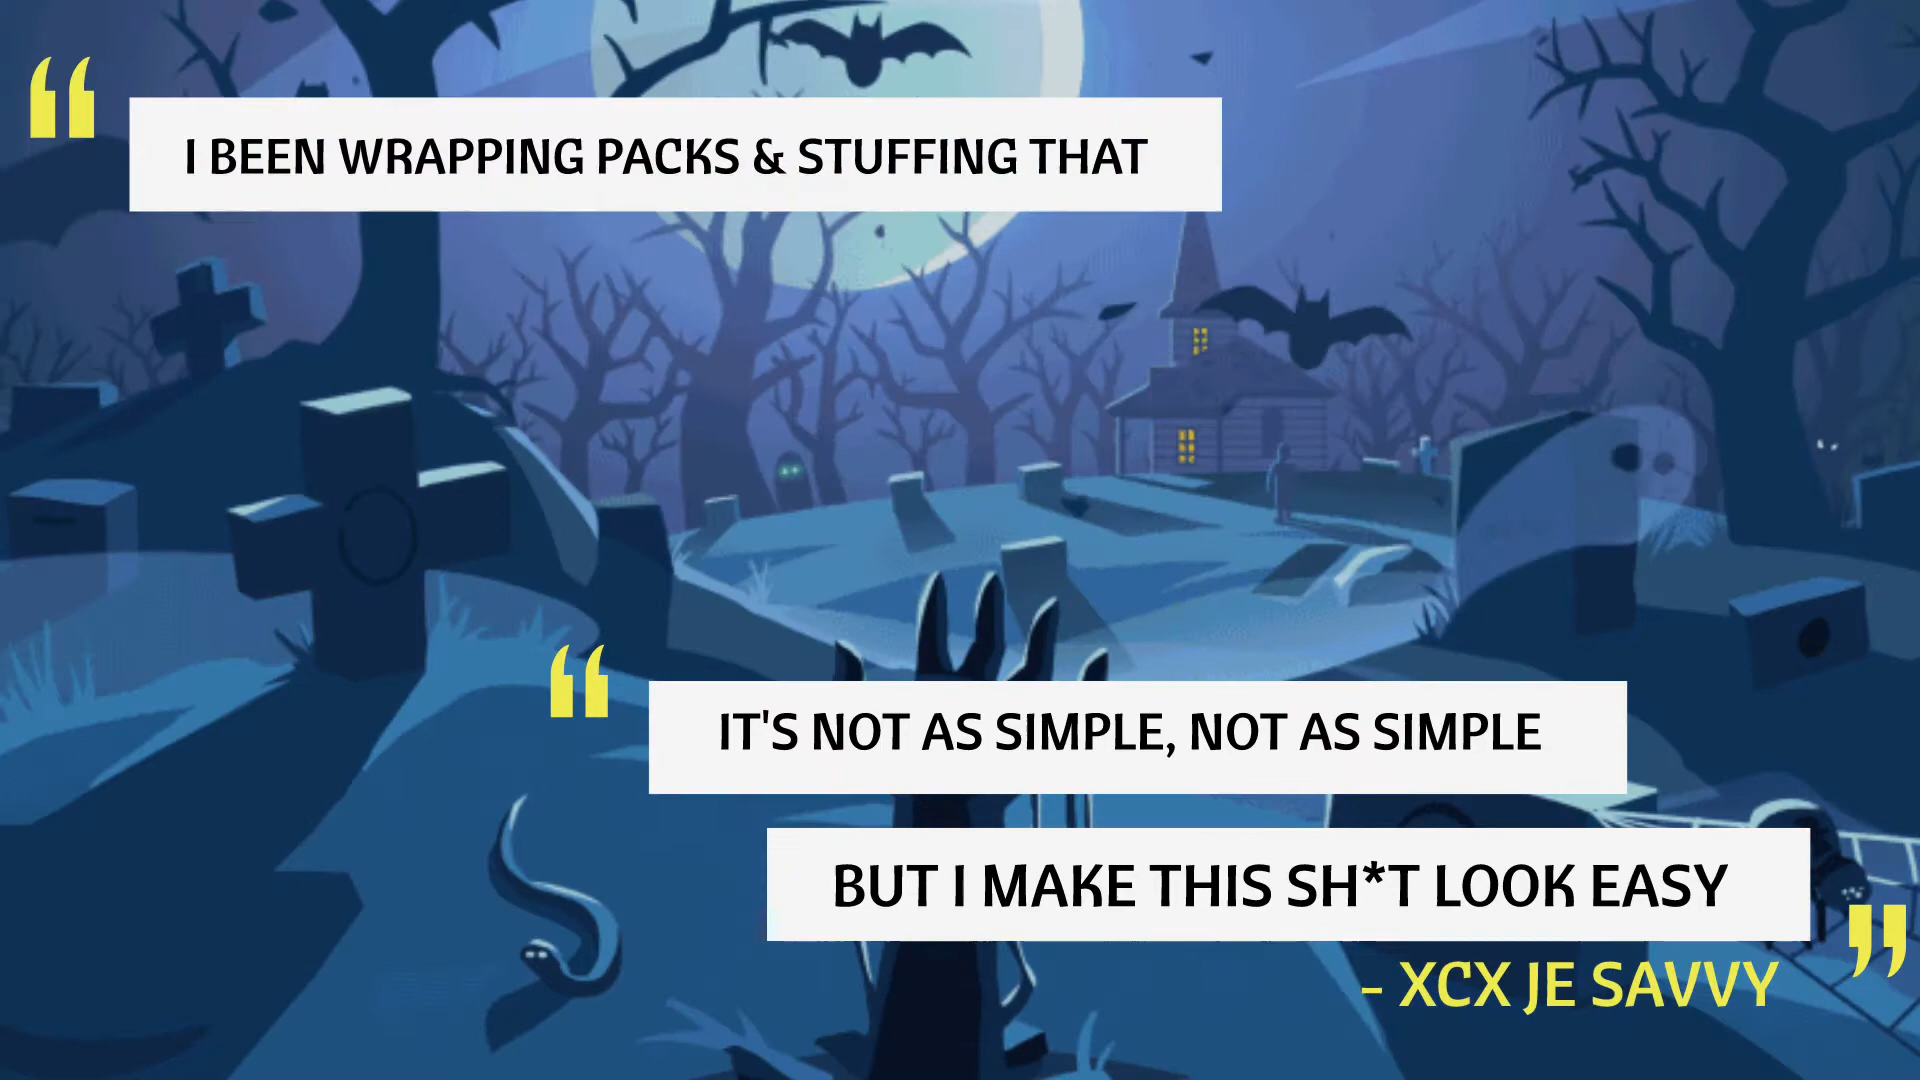 “
I BEEN WRAPPING PACKS & STUFFING THAT
“
IT'S NOT AS SIMPLE, NOT AS SIMPLE
BUT I MAKE THIS SH*T LOOK EASY
”
- XCX JE SAVVY